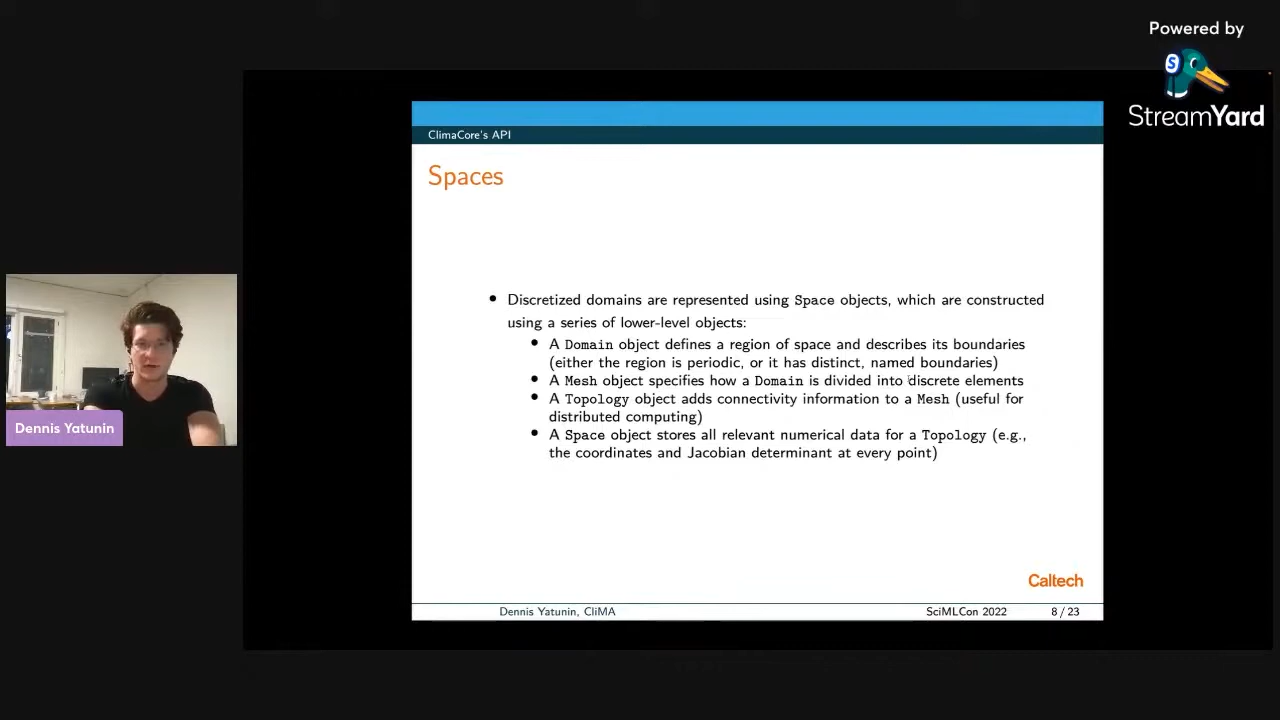 Powered by
S
StreamYard
ClimaCore's API
Spaces
• Discretized domains are represented using Space objects, which are constructed
using a series of lower-level objects:
• A Domain object defines a region of space and describes its boundaries
(either the region is periodic, or it has distinct, named boundaries)
• A Mesh object specifies how a Domain is divided into discrete elements
• A Topology object adds connectivity information to a Mesh (useful for
distributed computing)
• A Space object stores all relevant numerical data for a Topology (e.g.,
the coordinates and Jacobian determinant at every point)
Dennis Yatunin
Caltech
Dennis Yatunin, CliMA
SciMLCon 2022
8 / 23